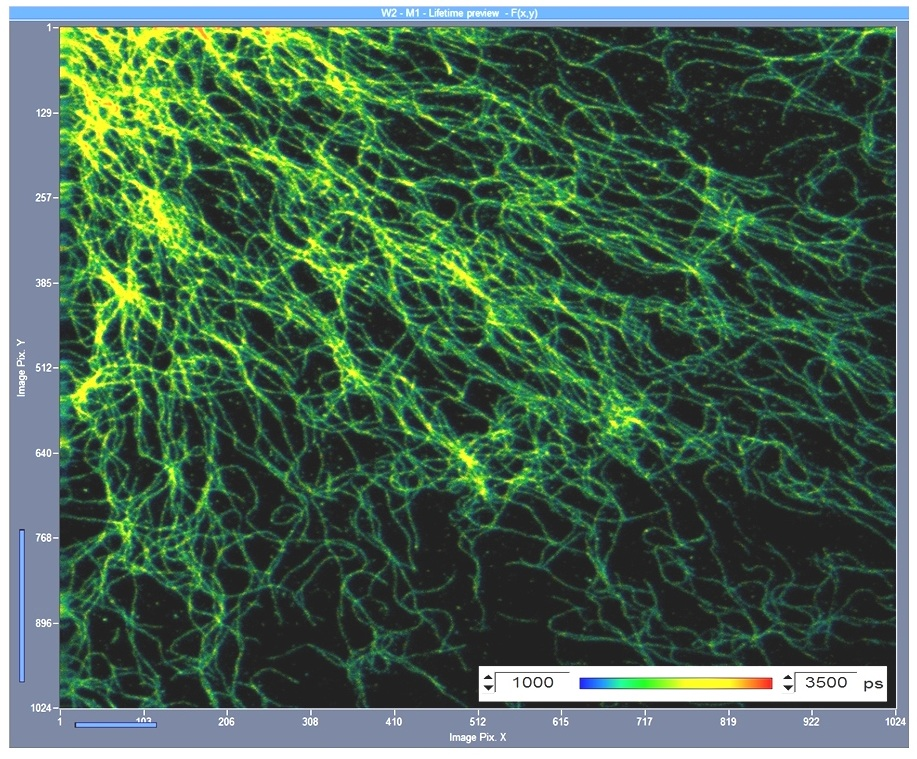 W2 - M1 - Lifetime preview - F(x,y)
1
129
257
385
512
640
768
896
1024
Image Pix. Y
1000 3500 ps
1 103 206 308 410 512 615 717 819 922 1024
Image Pix. X